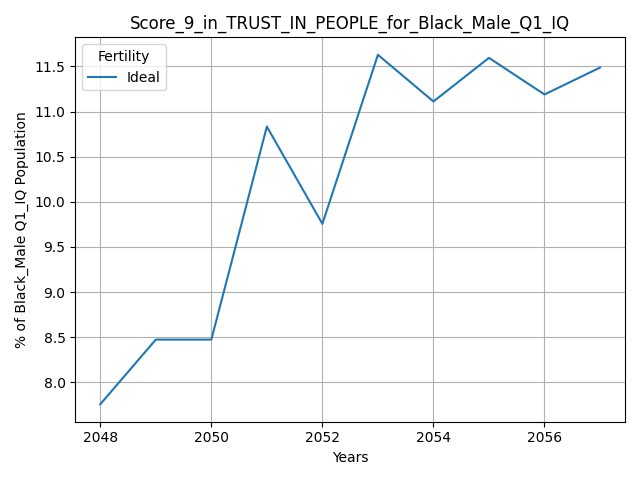 Score_9_in_TRUST_IN_PEOPLE_for_Black_Male_Q1_IQ
Fertility
Ideal
% of Black_Male Q1_IQ Population
11.5
11.0
10.5
10.0
9.5
9.0
8.5
8.0
2048 2050 2052 2054 2056
Years